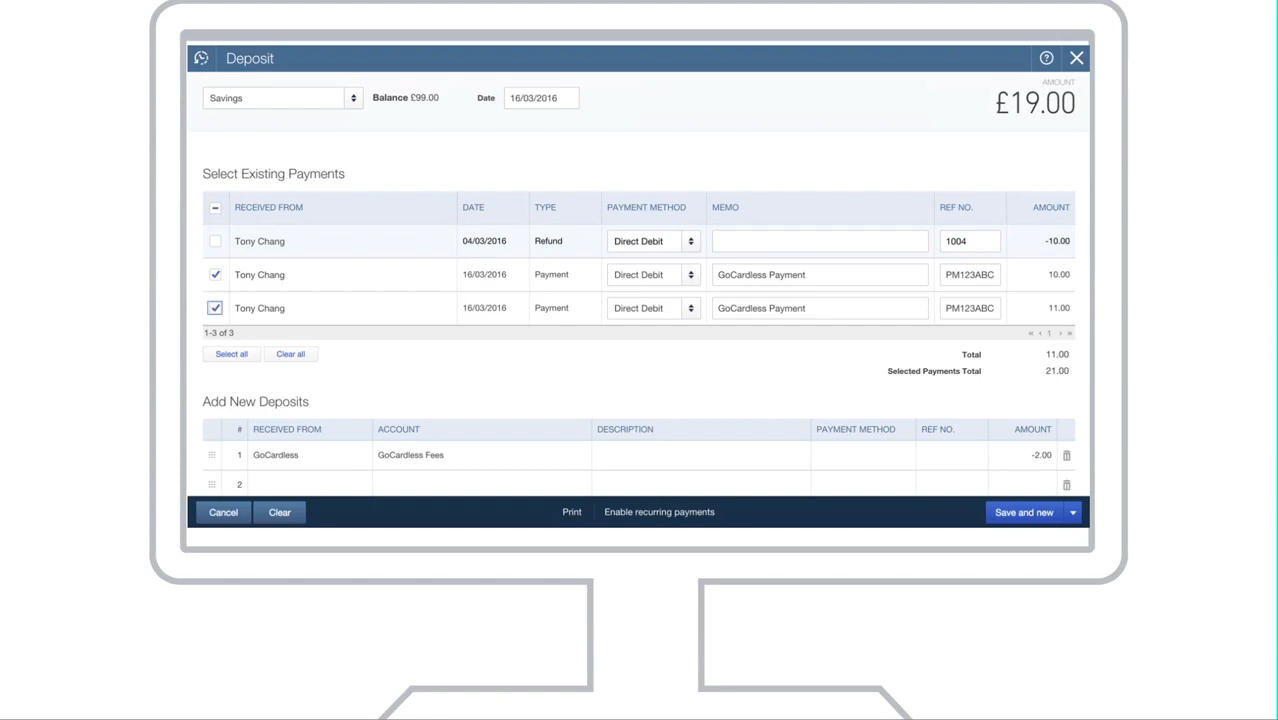 Deposit
AMOUNT
Savings Balance £99.00 Date 16/03/2016 £19.00
Select Existing Payments
RECEIVED FROM DATE TYPE PAYMENT METHOD MEMO REF NO. AMOUNT
Tony Chang 04/03/2016 Refund Direct Debit 1004 -10.00
Tony Chang 16/03/2016 Payment Direct Debit GoCardless Payment PM123ABC 10.00
Tony Chang 16/03/2016 Payment Direct Debit GoCardless Payment PM123ABC 11.00
1-3 of 3 « ‹ 1 › »
Select all Clear all Total 11.00
Selected Payments Total 21.00
Add New Deposits
# RECEIVED FROM ACCOUNT DESCRIPTION PAYMENT METHOD REF NO. AMOUNT
1 GoCardless GoCardless Fees -2.00
2
Cancel Clear Print Enable recurring payments Save and new